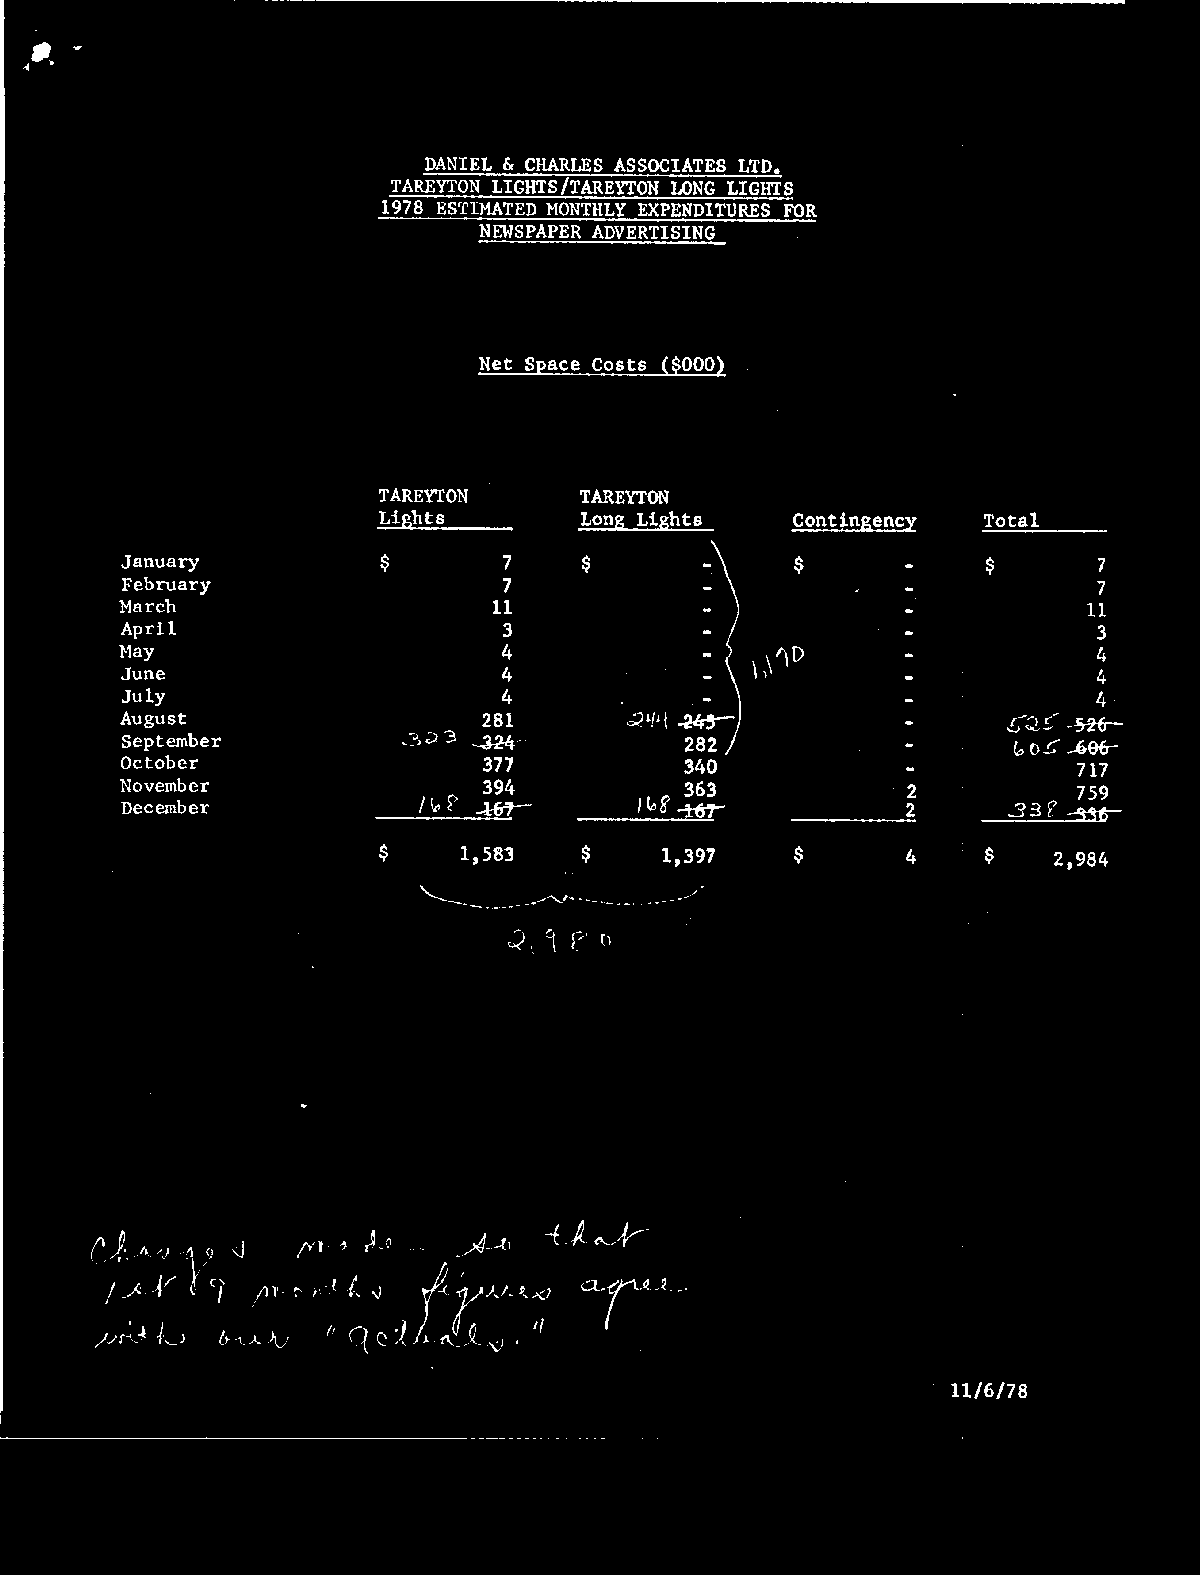 DANIEL & CHARLES ASSOCIATES LTD.
TAREYTON LIGHTS/TAREYTON LONG LIGHTS
1978 ESTIMATED MONTHLY EXPENDITURES FOR
NEWSPAPER ADVERTISING
Net Space Costs ($000)
TAREYTON TAREYTON
Lights Long Lights Contingency Total
January $ 7 $ - $ - $ 7
February 7 - - 7
March 11 - - 11
April 3 - - 3
May 4 - - 4
June 4 - - 4
July 4 - - 4
1,170
August 281 244 245 - 525 526
September 323 324 282 - 605 606
October 377 340 - 717
November 394 363 2 759
December 168 167 168 167 2 338 336
$ 1,583 $ 1,397 $ 4 $ 2,984
2,980
Changes made so that
1st 9 months figures agree
with our "actuals."
11/6/78